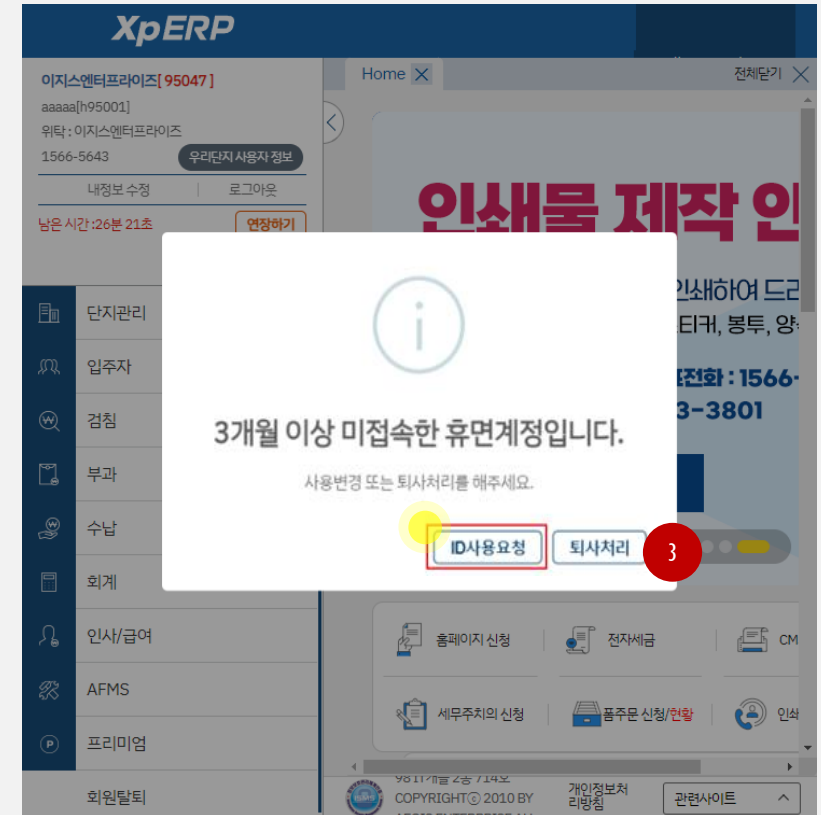 XpERP
이지스엔터프라이즈[ 95047 ]
aaaaa[h95001]
위탁 : 이지스엔터프라이즈
1566-5643 우리단지 사용자 정보
내정보 수정 | 로그아웃
남은 시간 :26분 21초 연장하기
단지관리
입주자
검침
부과
수납
회계
인사/급여
AFMS
프리미엄
회원탈퇴
Home 전체닫기
인쇄물 제작 인
인쇄하여 드리
티커, 봉투, 양
표전화 : 1566-
3-3801
3개월 이상 미접속한 휴면계정입니다.
사용변경 또는 퇴사처리를 해주세요.
ID사용요청 퇴사처리 3
홈페이지 신청 전자세금 CM
세무주치의 신청 폼주문 신청/현황 인쇄
COPYRIGHTⓒ 2010 BY
개인정보처
리방침
관련사이트